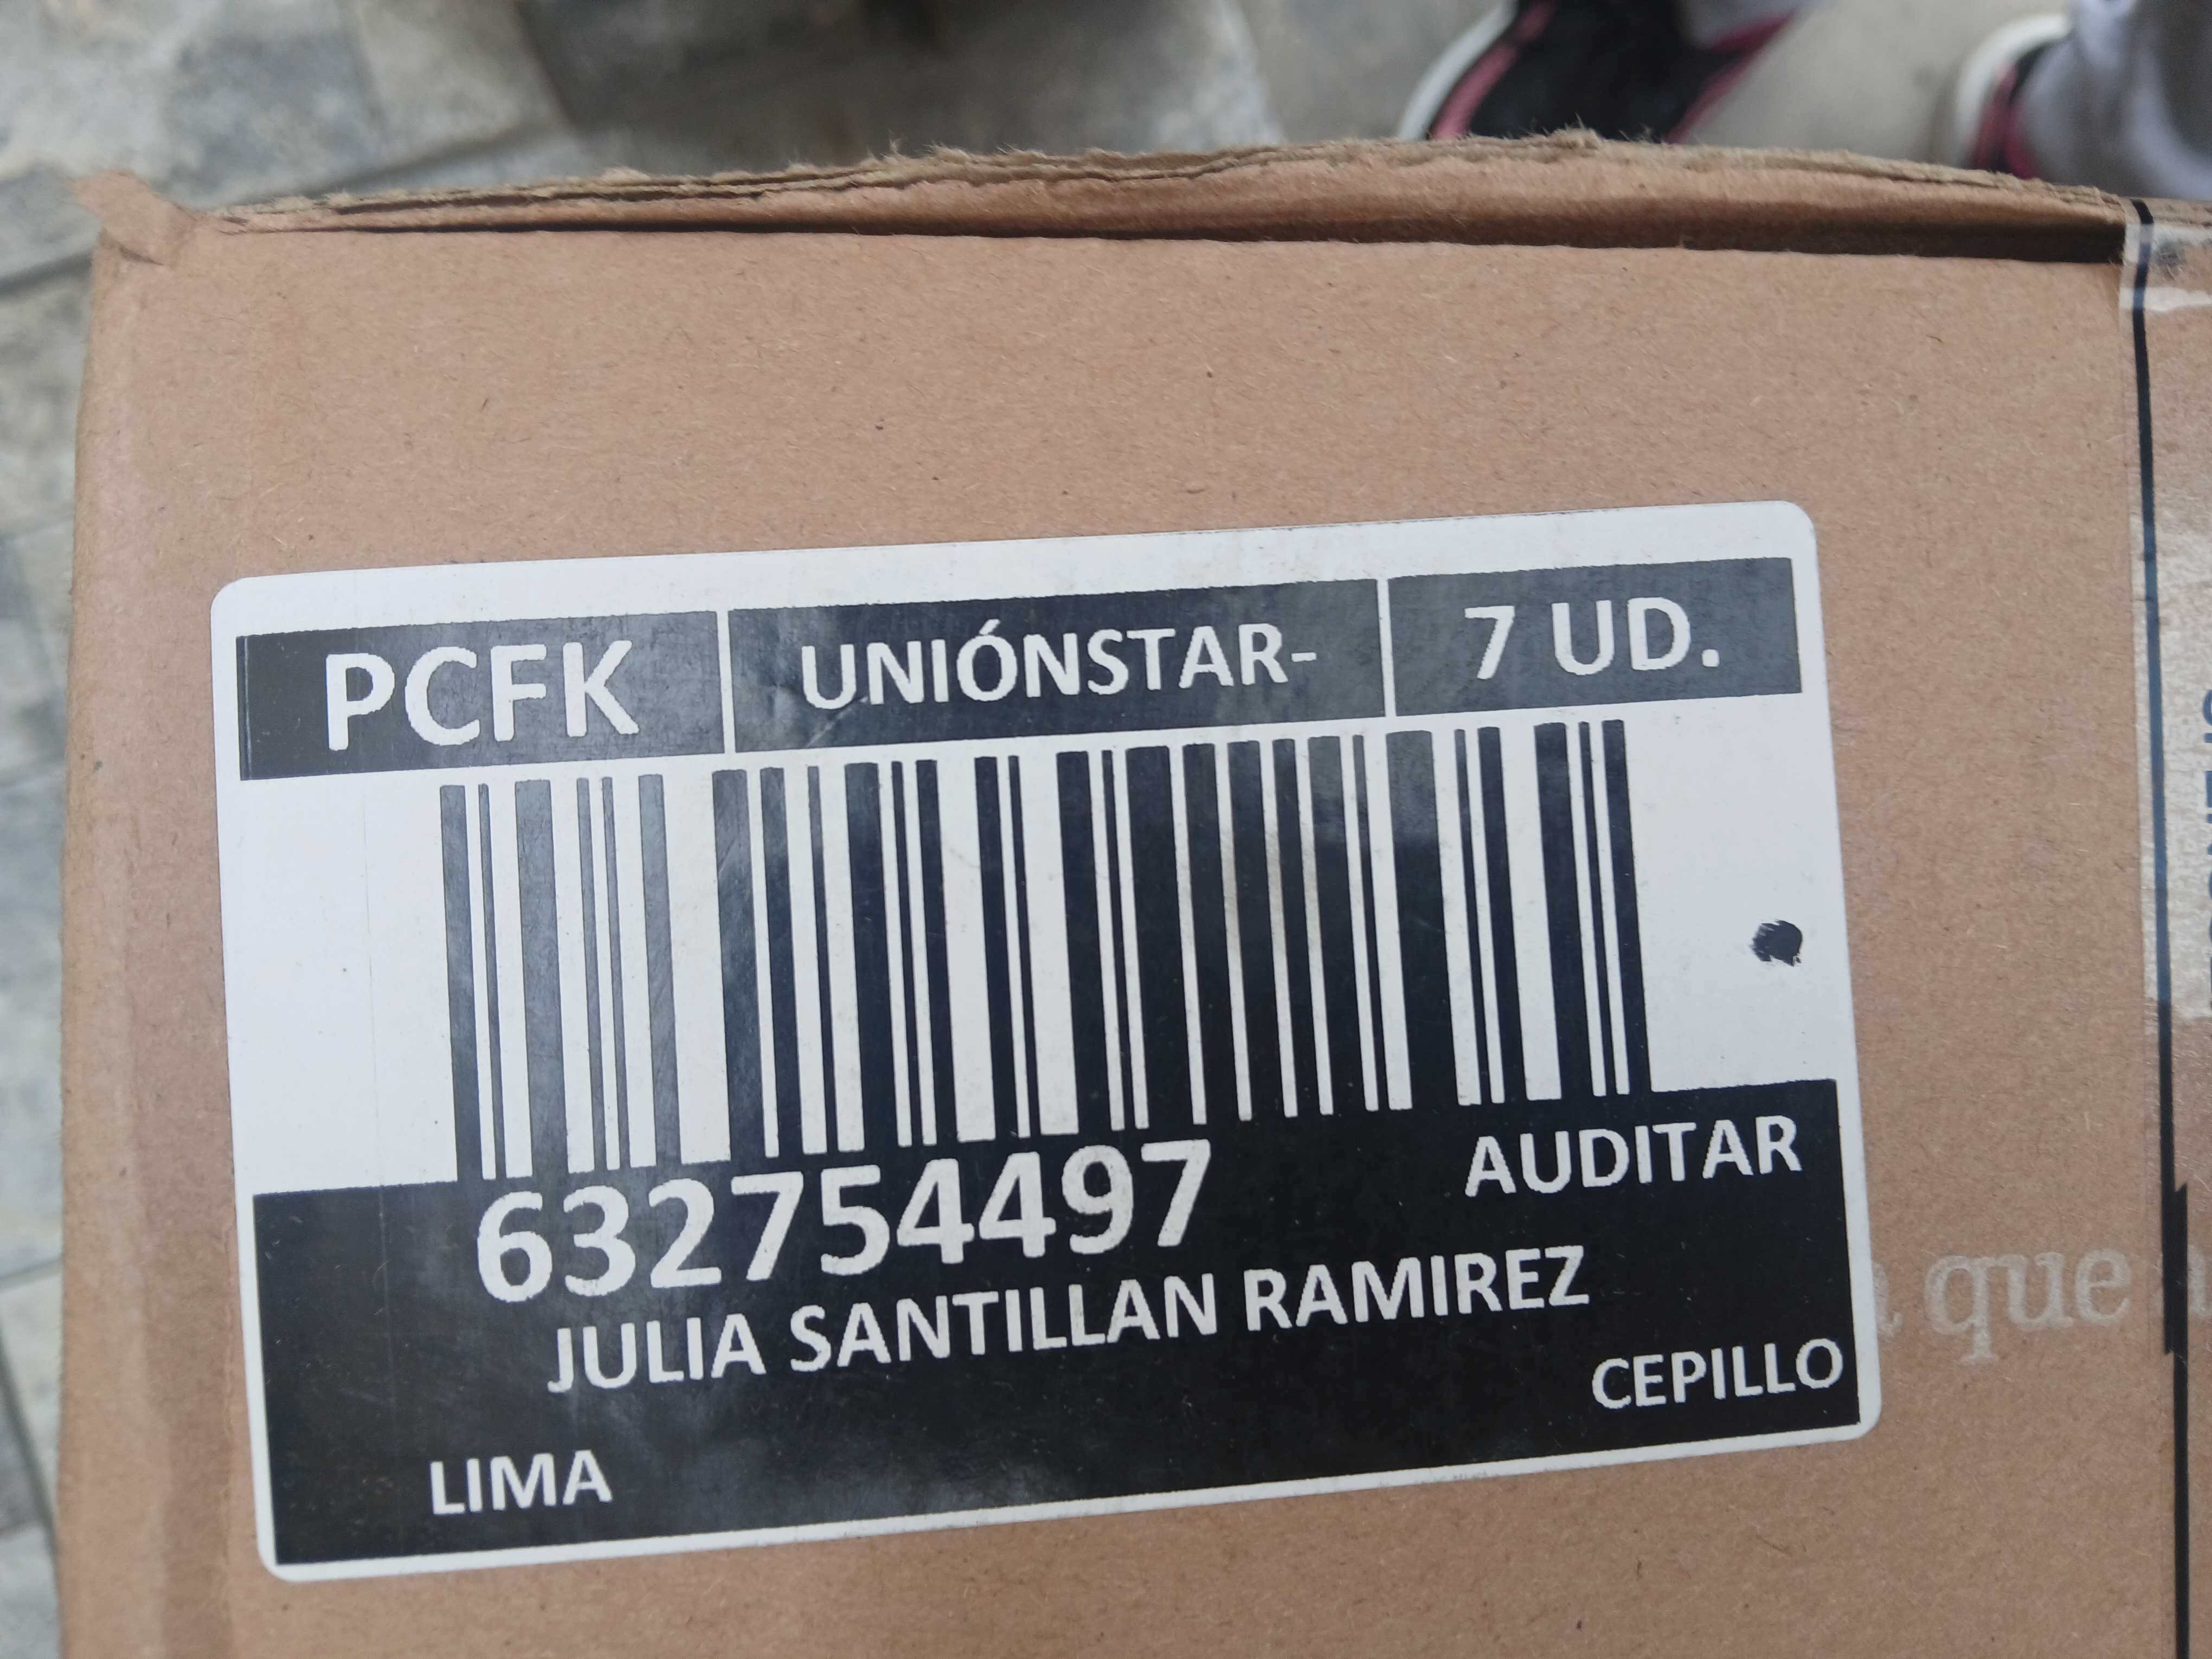 PCFK UNIÓNSTAR- 7 UD.
632754497 AUDITAR
JULIA SANTILLAN RAMIREZ
CEPILLO
LIMA
que